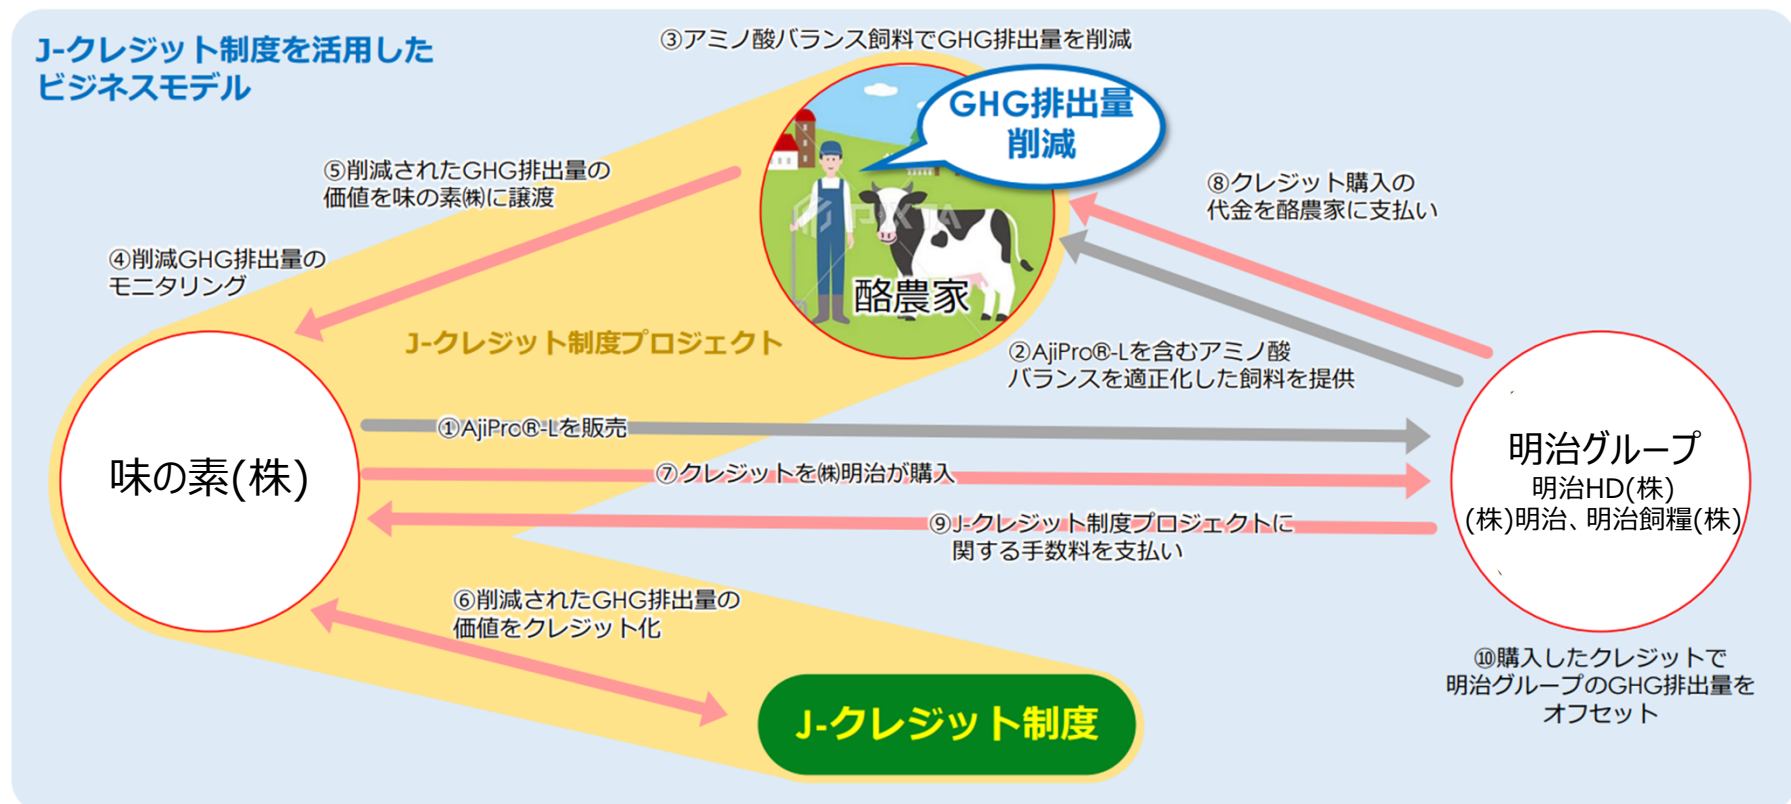 J-クレジット制度を活用した
ビジネスモデル
③アミノ酸バランス飼料でGHG排出量を削減
GHG排出量
削減
⑤削減されたGHG排出量の
価値を味の素㈱に譲渡
⑧クレジット購入の
代金を酪農家に支払い
④削減GHG排出量の
モニタリング
PIXTA
酪農家
J-クレジット制度プロジェクト
②AjiPro®-Lを含むアミノ酸
バランスを適正化した飼料を提供
①AjiPro®-Lを販売
味の素(株)
⑦クレジットを㈱明治が購入
明治グループ
明治HD(株)
(株)明治、明治飼糧(株)
⑨J-クレジット制度プロジェクトに
関する手数料を支払い
⑥削減されたGHG排出量の
価値をクレジット化
⑩購入したクレジットで
明治グループのGHG排出量を
オフセット
J-クレジット制度